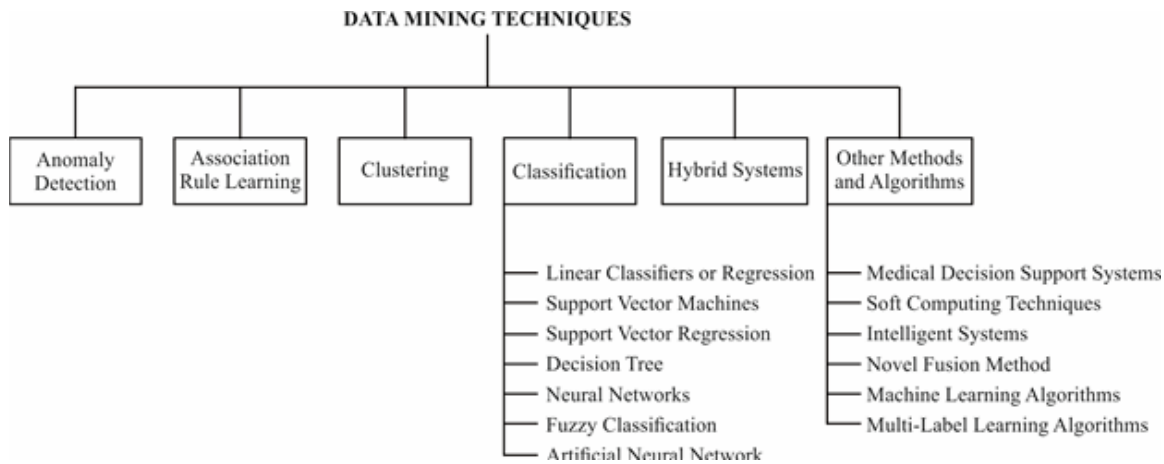 DATA MINING TECHNIQUES
Anomaly
Detection
Association
Rule Learning
Clustering
Classification
Hybrid Systems
Other Methods
and Algorithms
Linear Classifiers or Regression
Support Vector Machines
Support Vector Regression
Decision Tree
Neural Networks
Fuzzy Classification
Artificial Neural Network
Medical Decision Support Systems
Soft Computing Techniques
Intelligent Systems
Novel Fusion Method
Machine Learning Algorithms
Multi-Label Learning Algorithms